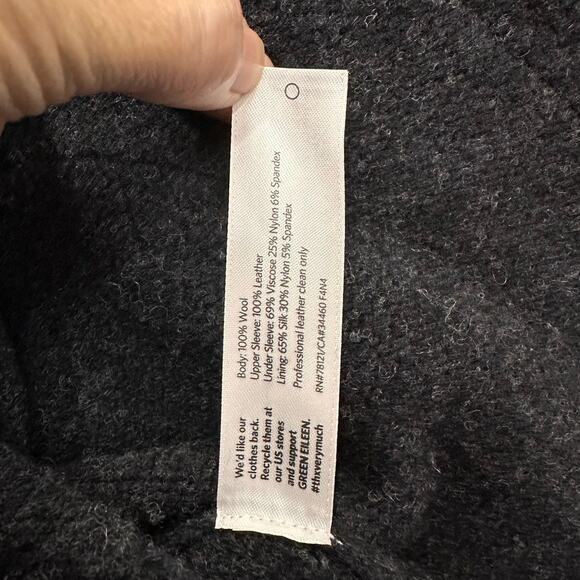 Body: 100% Wool
Upper Sleeve: 100% Leather
Under Sleeve: 69% Viscose 25% Nylon 6% Spandex
Lining: 65% Silk 30% Nylon 5% Spandex
Professional leather clean only
RN#78121/CA#34460 F4N4
We'd like our
clothes back.
Recycle them at
our US stores
and support
GREEN EILEEN.
#thxverymuch